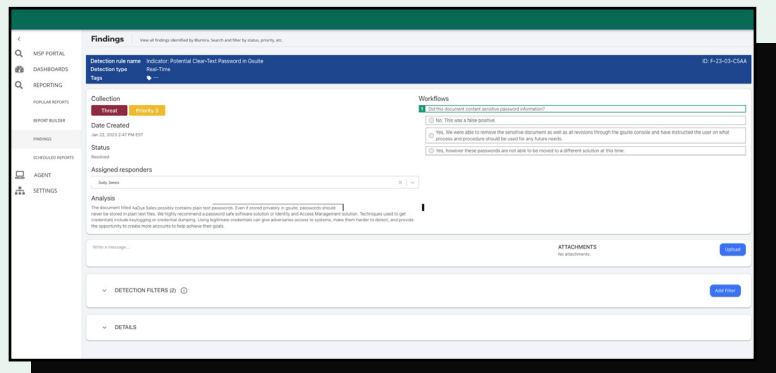 Findings
View all findings identified by Blumira. Search and filter by status, priority, etc.
MSP PORTAL
DASHBOARDS
REPORTING
POPULAR REPORTS
REPORT BUILDER
FINDINGS
SCHEDULED REPORTS
AGENT
SETTINGS
Detection rule name Indicator: Potential Clear-Text Password in Gsuite
ID: F-23-03-C5AA
Detection type Real-Time
Tags
Collection
Threat Priority 3
Date Created
Jan 22, 2023 2:47 PM EST
Status
Resolved
Assigned responders
Analysis
The document titled AaDya Sales possibly contains plain text passwords. Even if stored privately in gsuite, passwords should
never be stored in plain text files. We highly recommend a password safe software solution or Identity and Access Management solution. Techniques used to get
credentials include keylogging or credential dumping. Using legitimate credentials can give adversaries access to systems, make them harder to detect, and provide
the opportunity to create more accounts to help achieve their goals.
Workflows
1 Did this document content sensitive password information?
No. This was a false positive.
Yes, We were able to remove the sensitive document as well as all revisions through the gsuite console and have instructed the user on what
process and procedure should be used for any future needs.
Yes, however these passwords are not able to be moved to a different solution at this time.
Write a message...
ATTACHMENTS
No attachments.
Upload
DETECTION FILTERS (2)
Add Filter
DETAILS